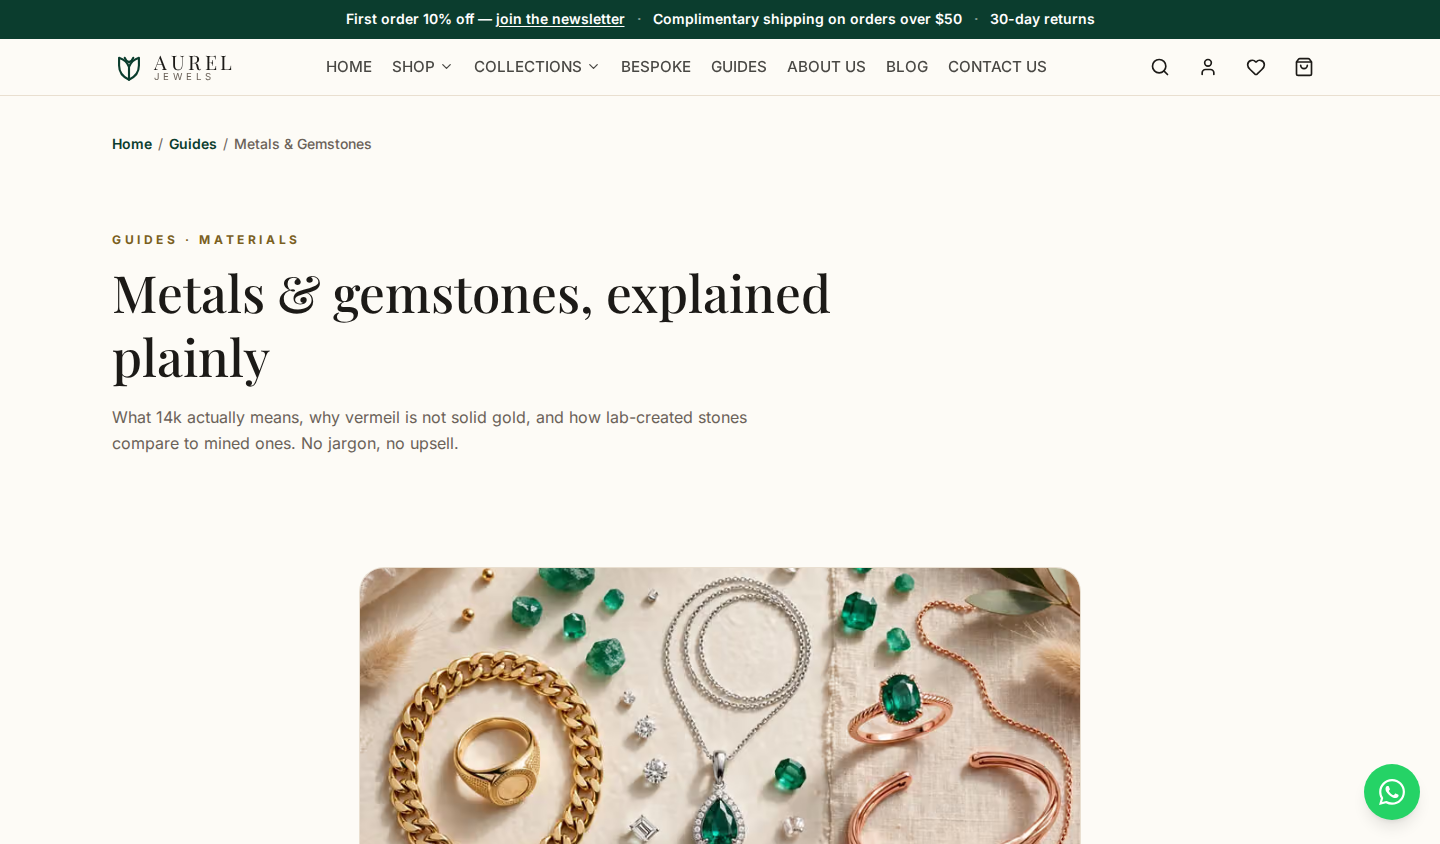 First order 10% off — join the newsletter · Complimentary shipping on orders over $50 · 30-day returns
AUREL
JEWELS
HOME SHOP COLLECTIONS BESPOKE GUIDES ABOUT US BLOG CONTACT US
Home / Guides / Metals & Gemstones
GUIDES · MATERIALS
Metals & gemstones, explained
plainly
What 14k actually means, why vermeil is not solid gold, and how lab-created stones
compare to mined ones. No jargon, no upsell.